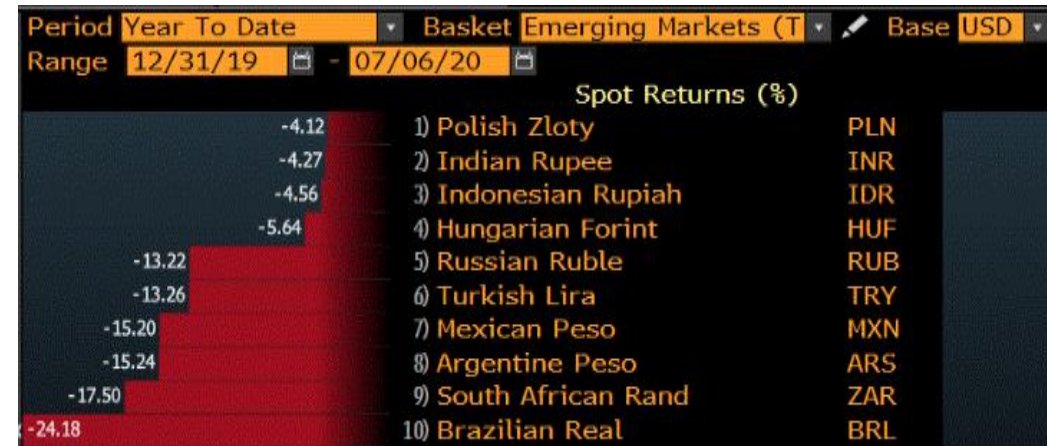 Period Year To Date Basket Emerging Markets (T Base USD
Range 12/31/19 - 07/06/20
Spot Returns (%)
-4.12 1) Polish Zloty PLN
-4.27 2) Indian Rupee INR
-4.56 3) Indonesian Rupiah IDR
-5.64 4) Hungarian Forint HUF
-13.22 5) Russian Ruble RUB
-13.26 6) Turkish Lira TRY
-15.20 7) Mexican Peso MXN
-15.24 8) Argentine Peso ARS
-17.50 9) South African Rand ZAR
-24.18 10) Brazilian Real BRL